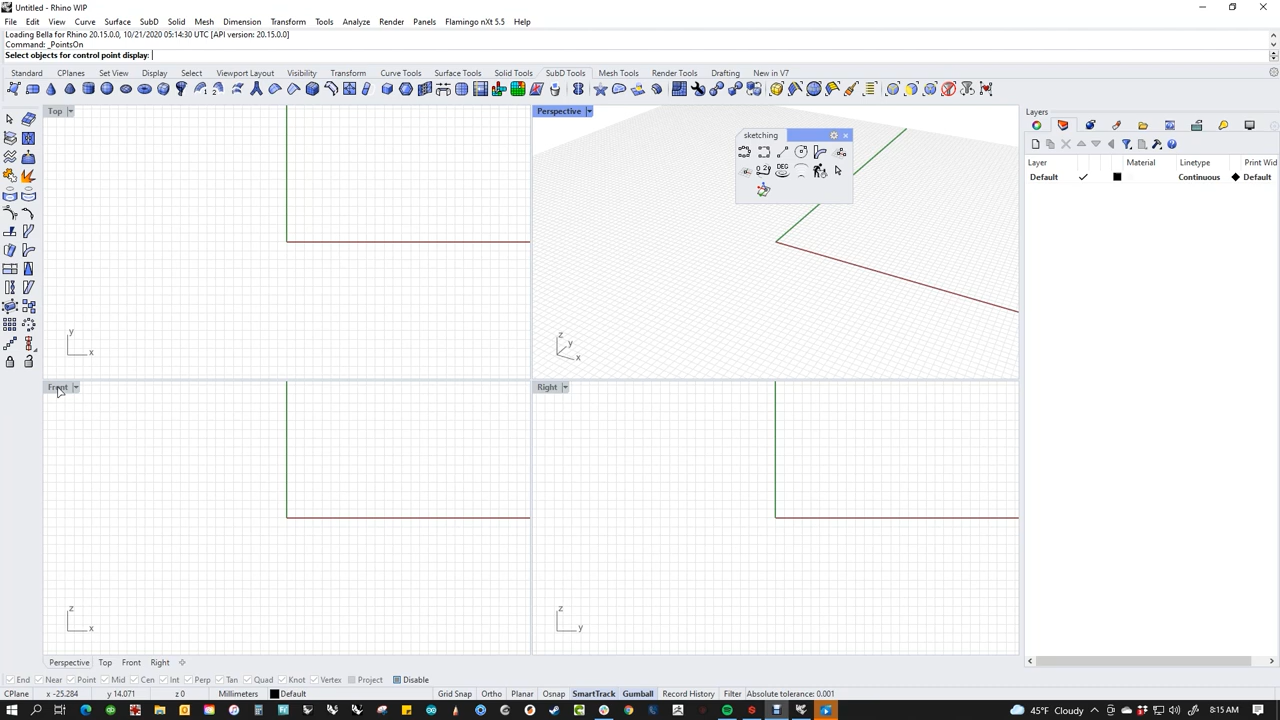 Untitled - Rhino WIP
File Edit View Curve Surface SubD Solid Mesh Dimension Transform Tools Analyze Render Panels Flamingo nXt 5.5 Help
Loading Bella for Rhino 20.15.0.0, 10/21/2020 05:14:30 UTC [API version: 20.15.0.0]
Command: _PointsOn
Select objects for control point display:
Standard CPlanes Set View Display Select Viewport Layout Visibility Transform Curve Tools Surface Tools Solid Tools SubD Tools Mesh Tools Render Tools Drafting New in V7
Top
Perspective
Layers
sketching
Layer Material Linetype Print Wid
Default Continuous Default
y
x
z
y
x
Front
Right
z
x
z
y
Perspective Top Front Right
End Near Point Mid Cen Int Perp Tan Quad Knot Vertex Project Disable
CPlane x -25.284 y 14.071 z 0 Millimeters Default Grid Snap Ortho Planar Osnap SmartTrack Gumball Record History Filter Absolute tolerance: 0.001
45°F Cloudy 8:15 AM